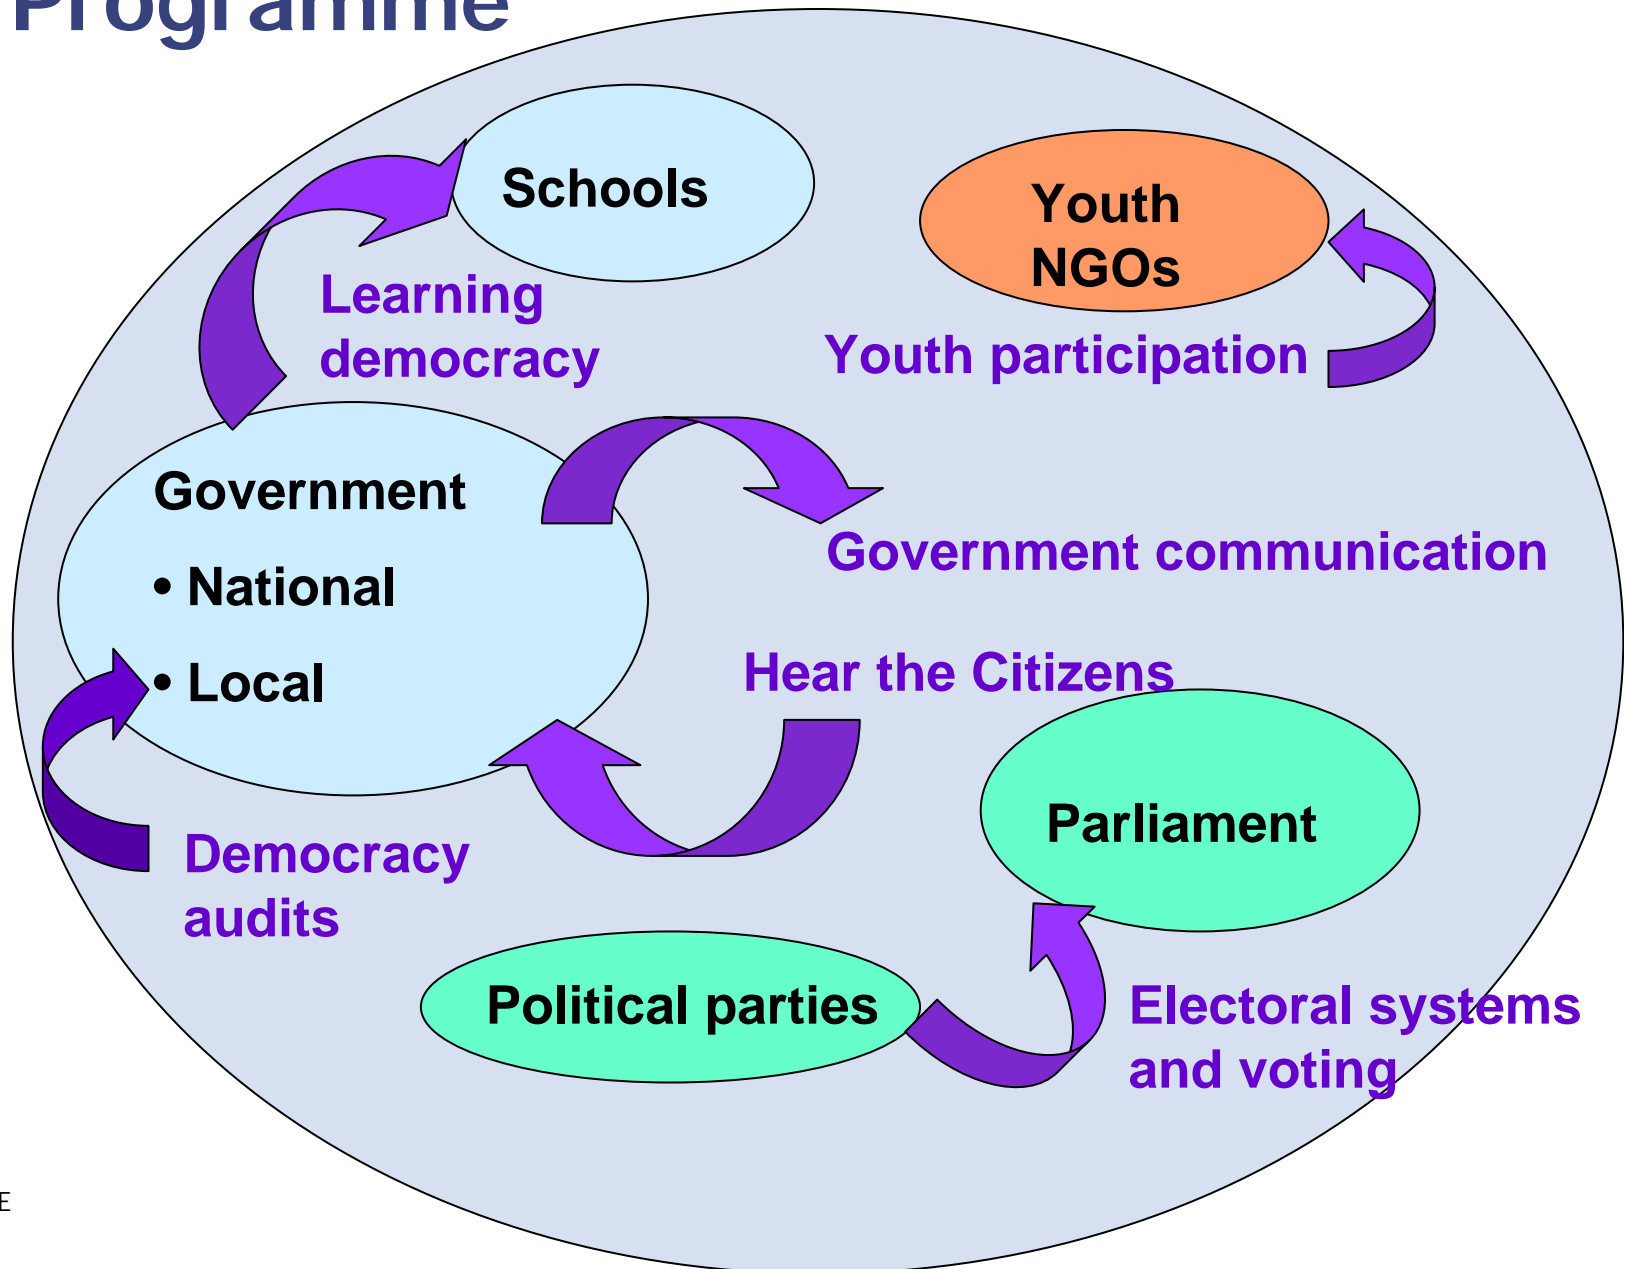 Programme
Schools
Youth
NGOs
Learning
democracy
Youth participation
Government
• National
• Local
Government communication
Hear the Citizens
Parliament
Democracy
audits
Political parties
Electoral systems
and voting
E